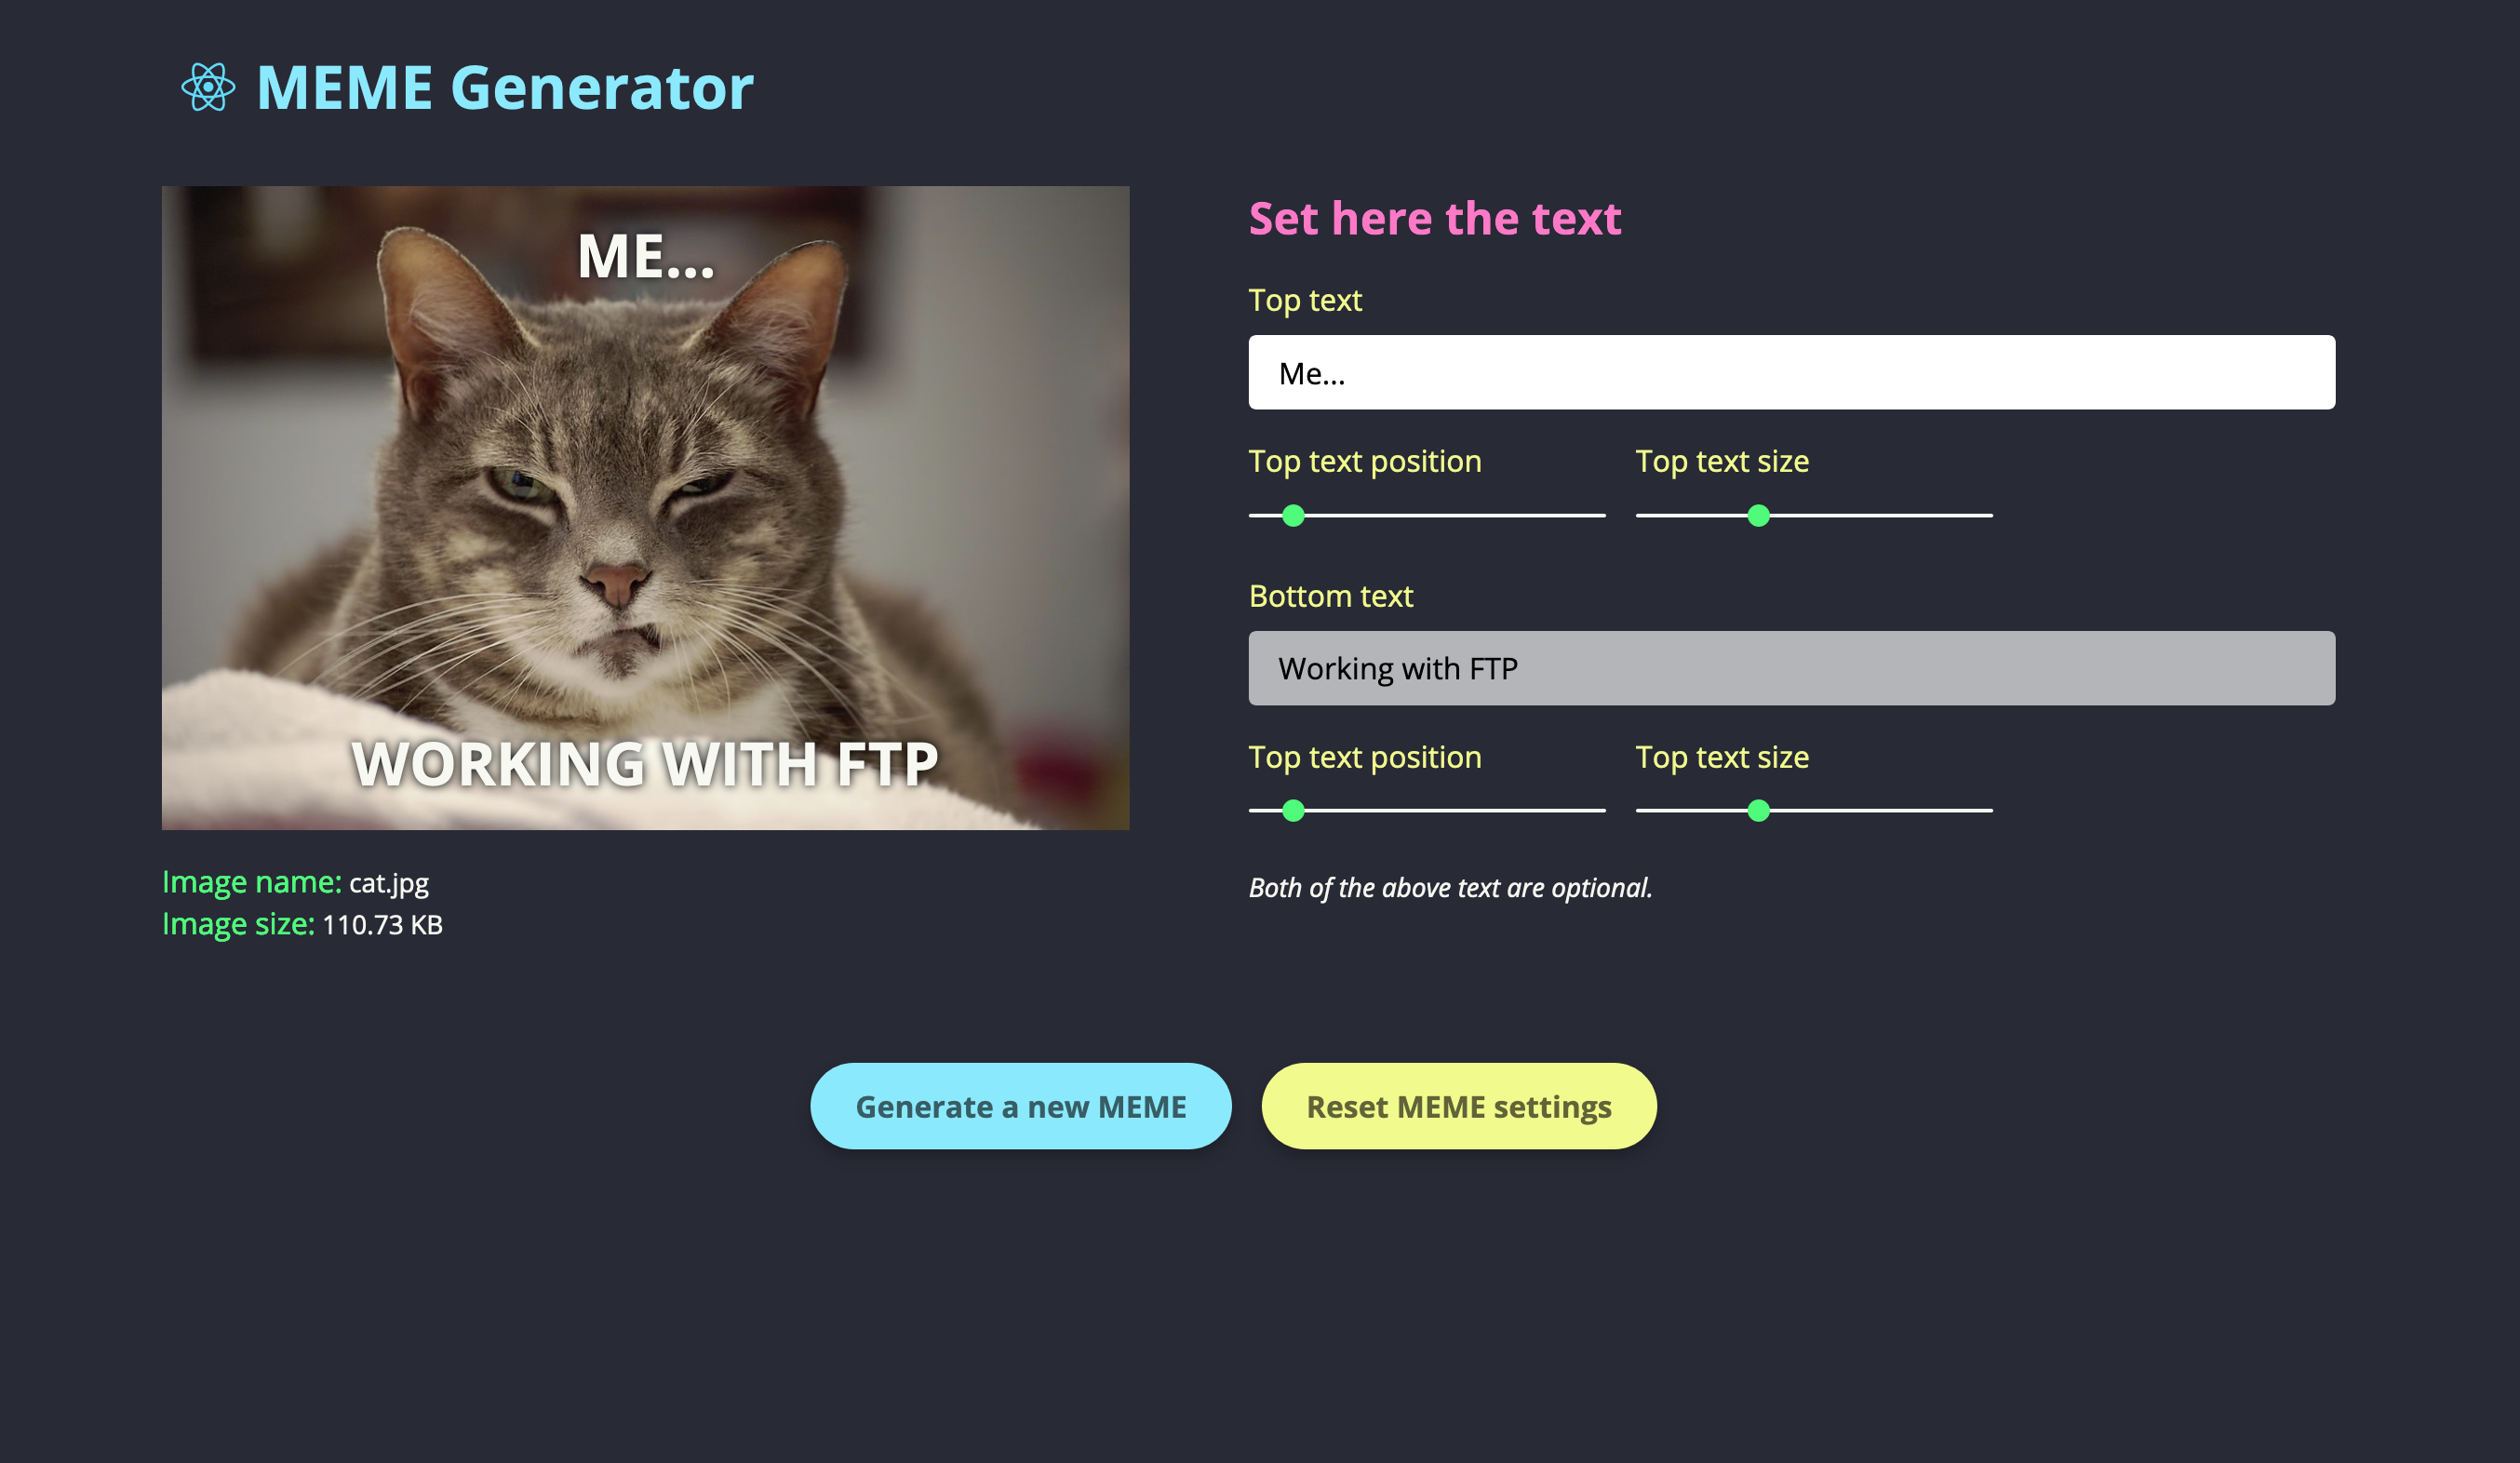 MEME Generator
ME...
WORKING WITH FTP
Image name: cat.jpg
Image size: 110.73 KB
Set here the text
Top text
Me...
Top text position
Top text size
Bottom text
Working with FTP
Top text position
Top text size
Both of the above text are optional.
Generate a new MEME
Reset MEME settings